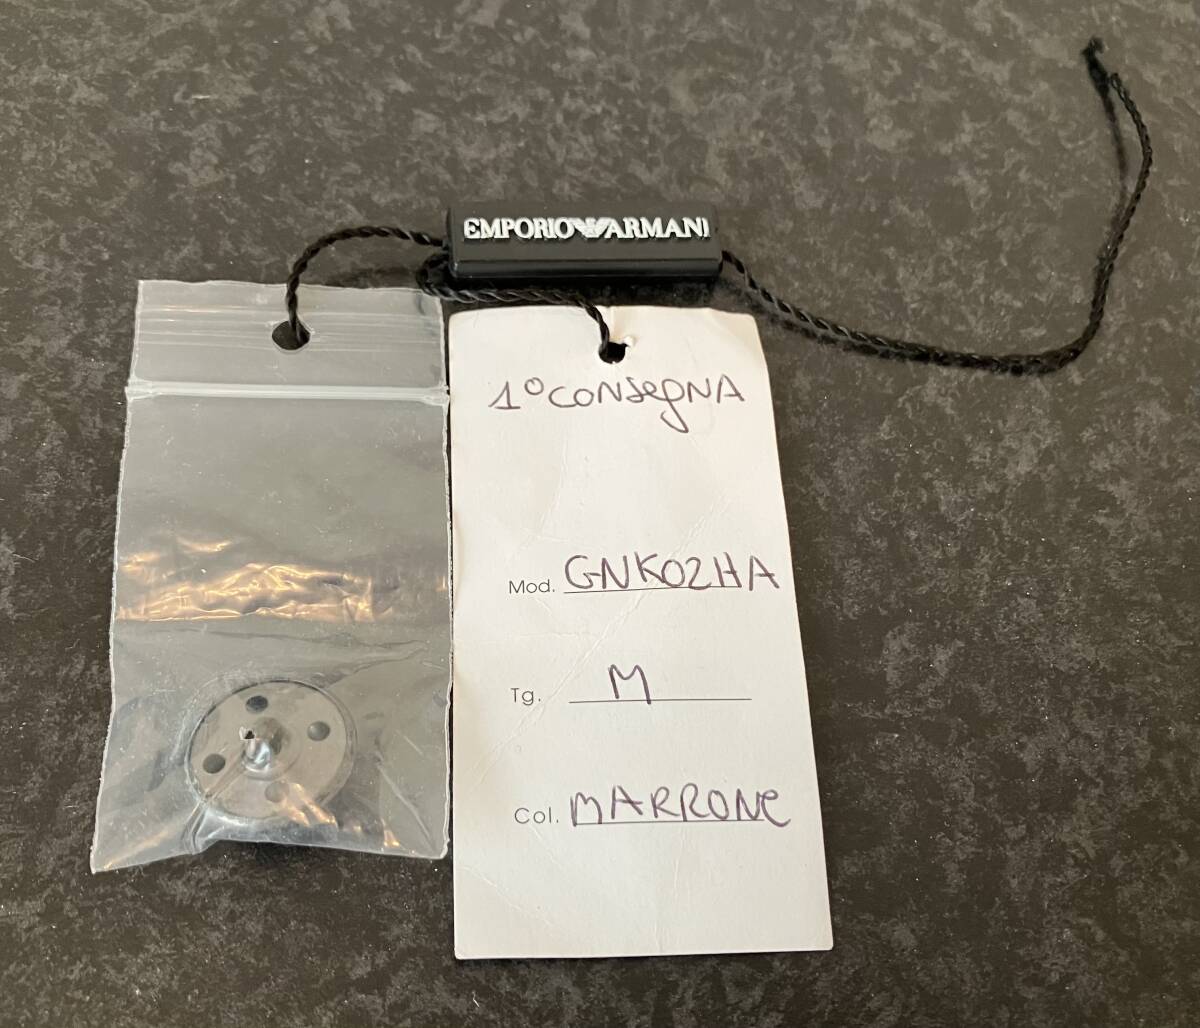 EMPORIO ARMANI
1° CONSEGNA
Mod. GNK02HA
Tg. M
Col. MARRONE